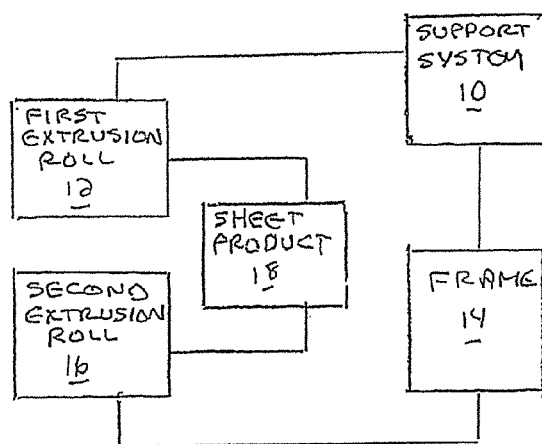 SUPPORT
SYSTEM
10
FIRST
EXTRUSION
ROLL
12
SHEET
PRODUCT
18
SECOND
EXTRUSION
ROLL
16
FRAME
14